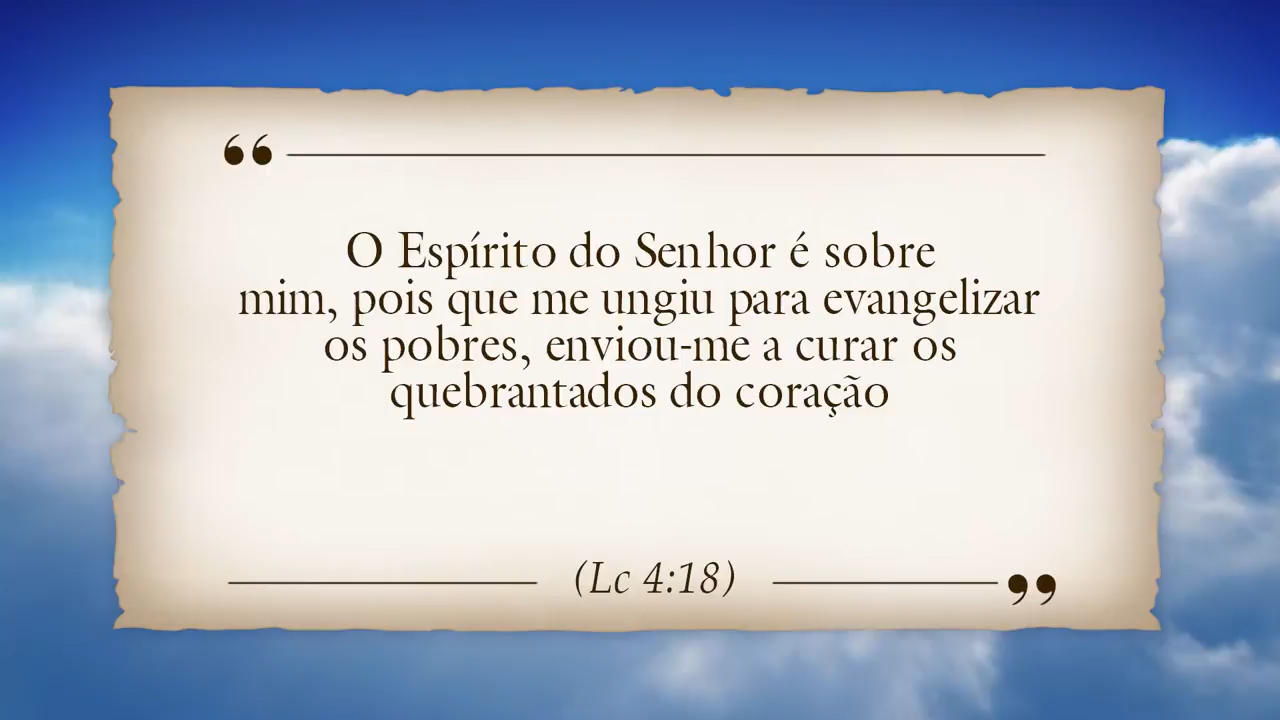 “
O Espírito do Senhor é sobre
mim, pois que me ungiu para evangelizar
os pobres, enviou-me a curar os
quebrantados do coração
(Lc 4:18)
”